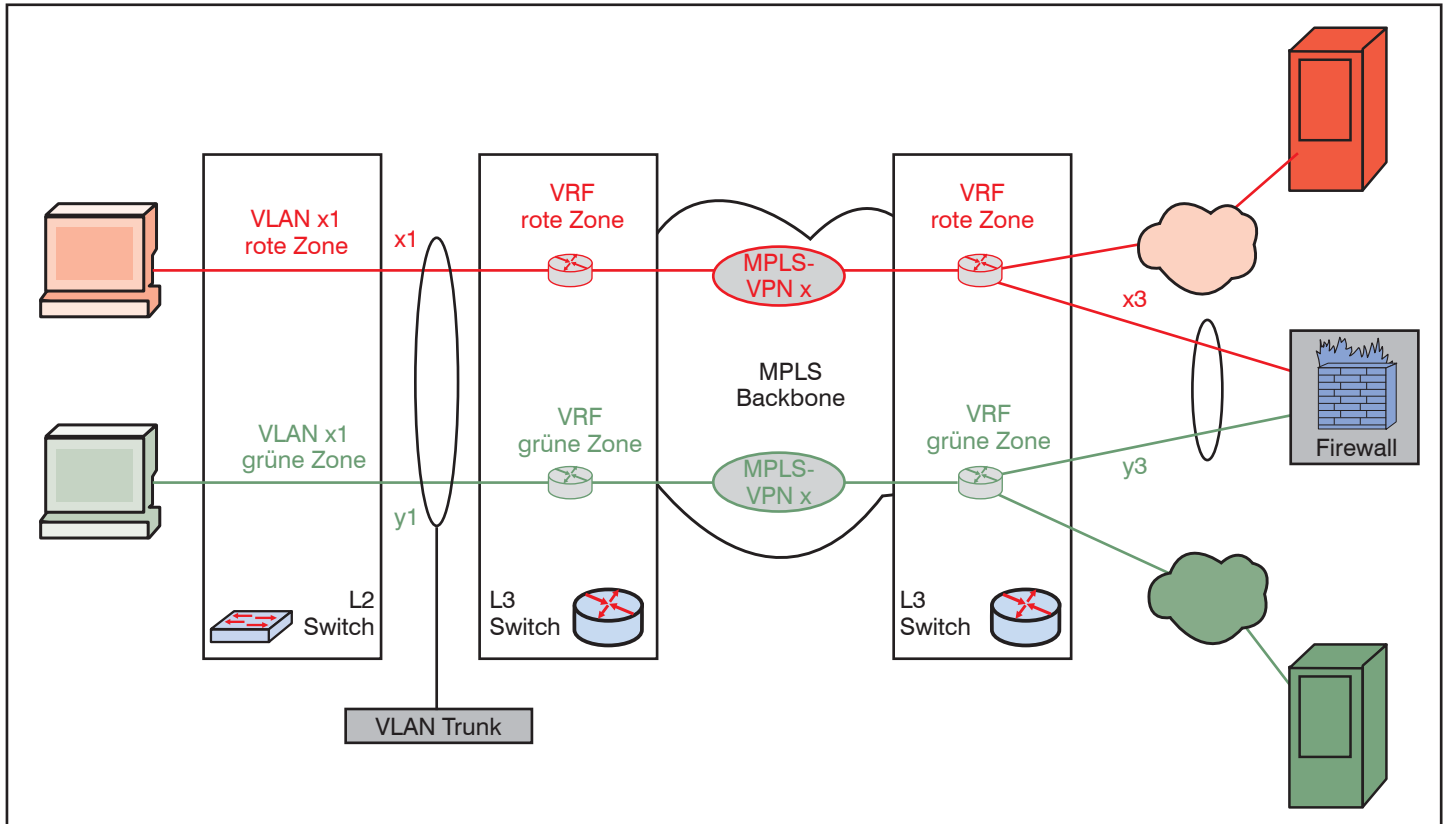 VLAN x1
rote Zone
x1
VRF
rote Zone
MPLS-
VPN x
VRF
rote Zone
x3
MPLS
Backbone
VLAN x1
grüne Zone
y1
VRF
grüne Zone
MPLS-
VPN x
VRF
grüne Zone
y3
Firewall
L2
Switch
L3
Switch
L3
Switch
VLAN Trunk